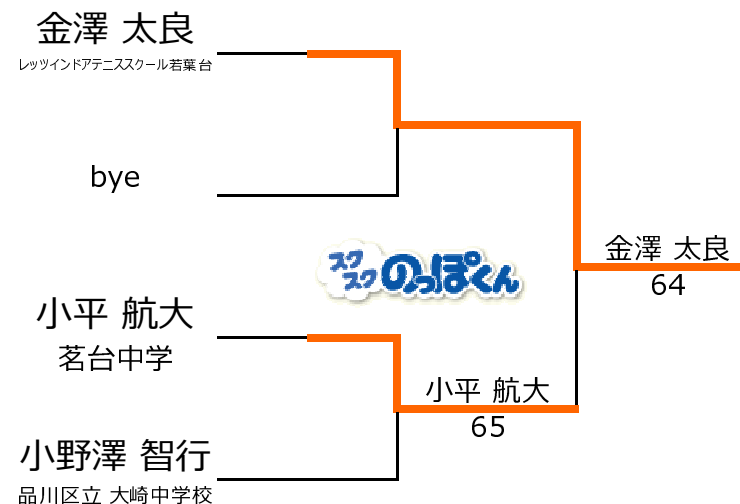 金澤 太良
レッツインドアテニススクール若葉台
bye
スク
スク
のっぽくん
金澤 太良
64
小平 航大
茗台中学
小平 航大
65
小野澤 智行
品川区立 大崎中学校